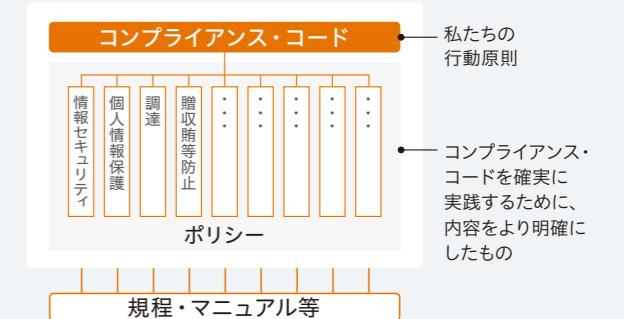 コンプライアンス・コード
私たちの
行動原則
情報セキュリティ
個人情報保護
調達
贈収賄等防止
・・・
・・・
・・・
・・・
・・・
ポリシー
コンプライアンス・
コードを確実に
実践するために、
内容をより明確に
したもの
規程・マニュアル等